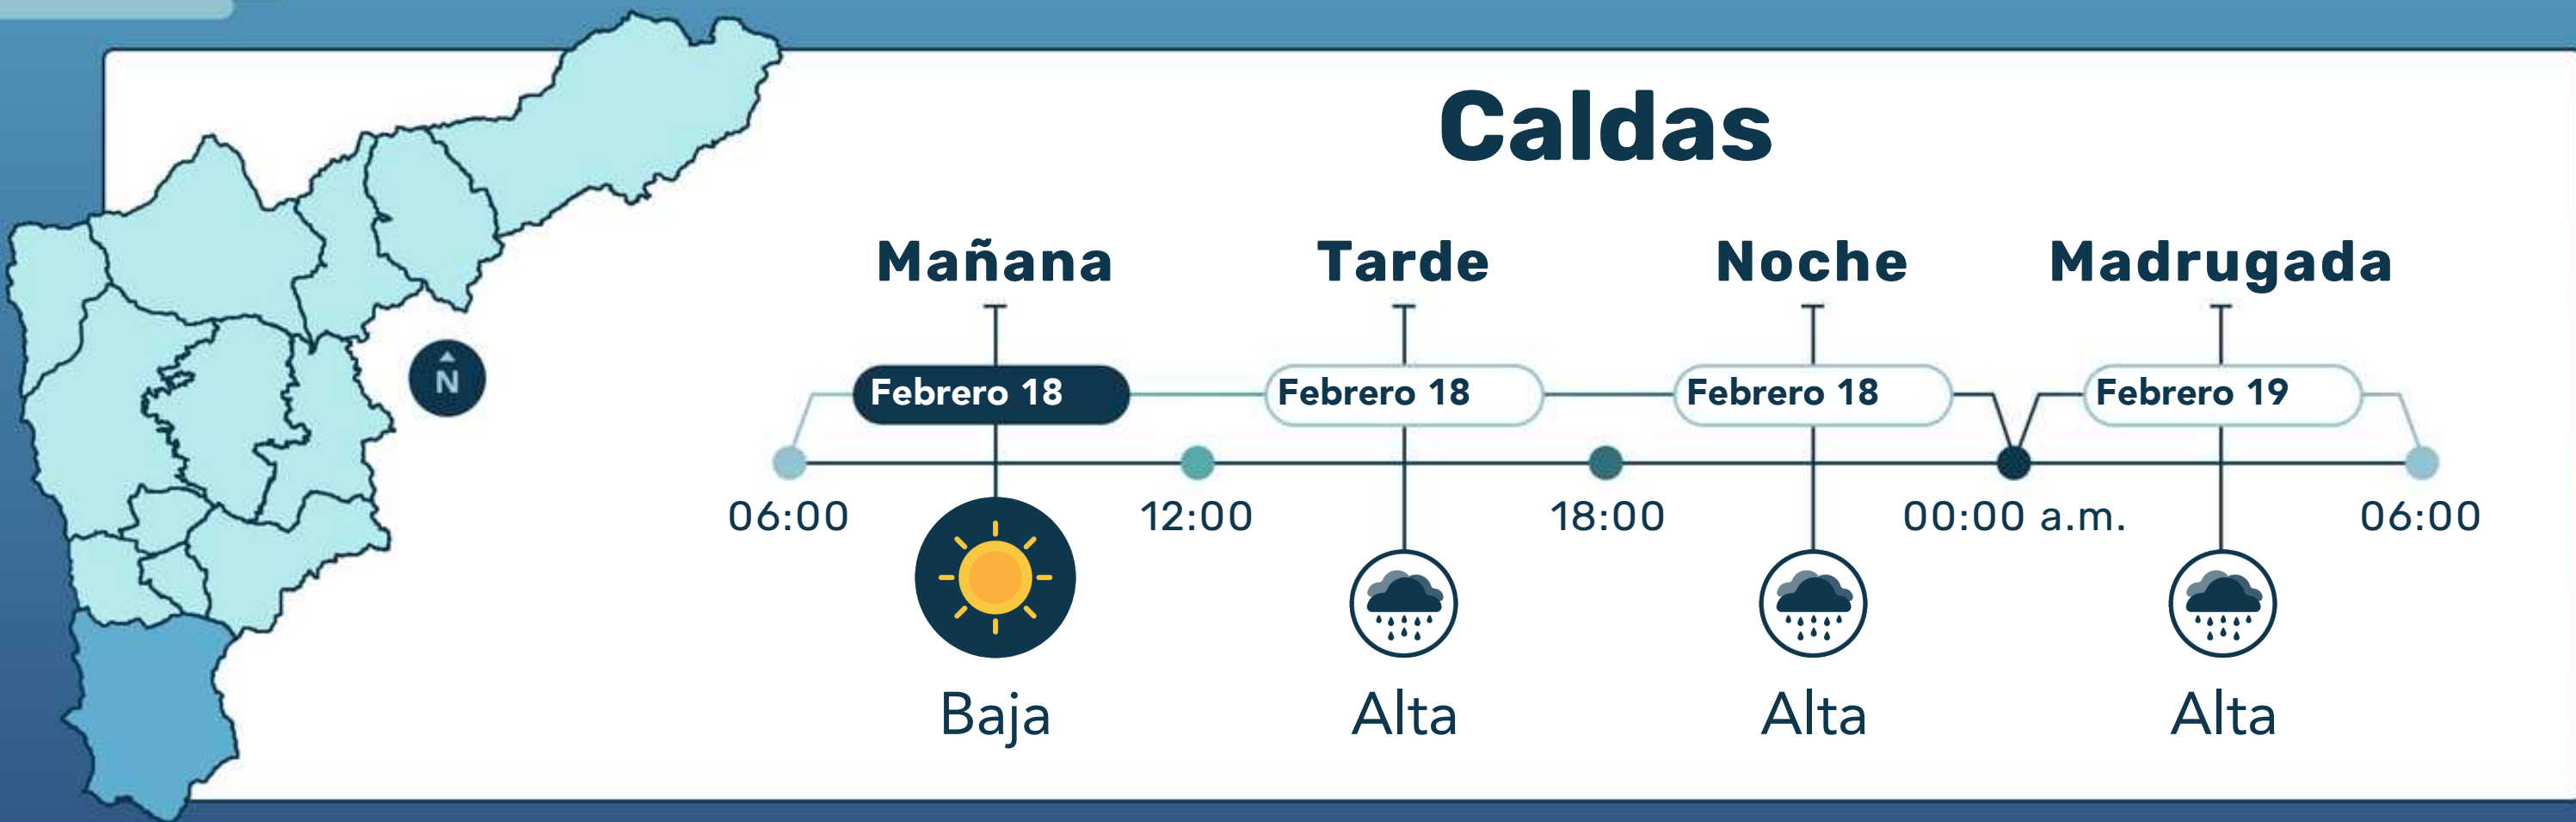 Caldas
Mañana Tarde Noche Madrugada
Febrero 18 Febrero 18 Febrero 18 Febrero 19
N
06:00 12:00 18:00 00:00 a.m. 06:00
Baja Alta Alta Alta